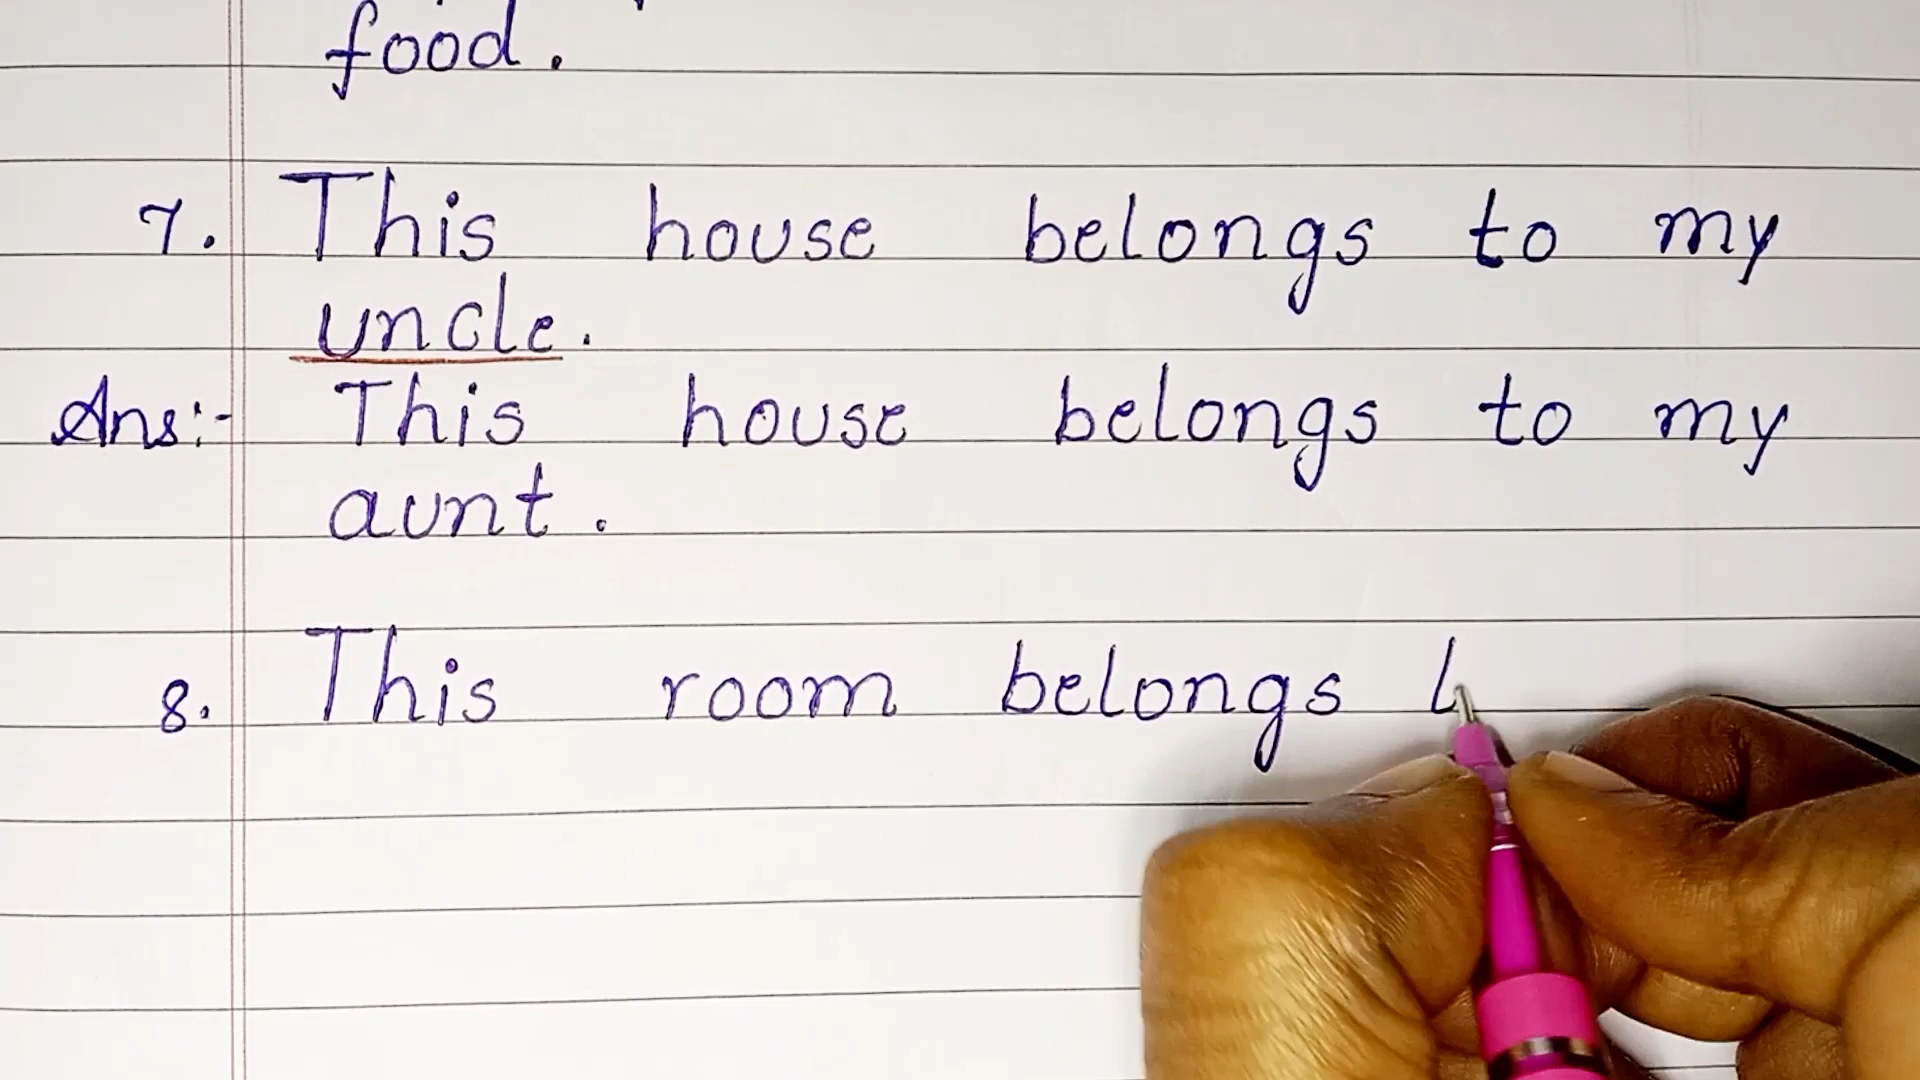 food.
7. This house belongs to my
uncle.
Ans:- This house belongs to my
aunt.
8. This room belongs